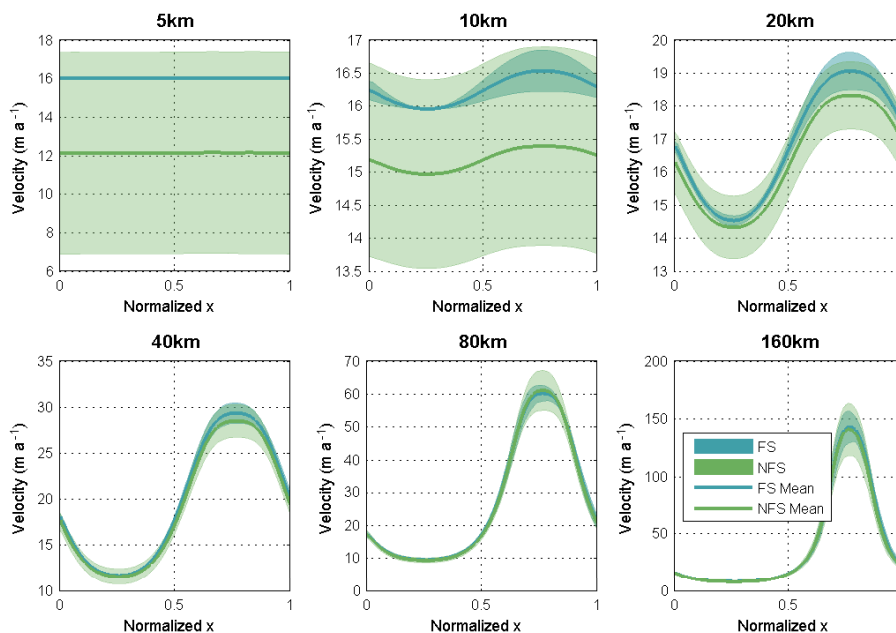 5km
10km
20km
Velocity (m a⁻¹)
18
16
14
12
10
8
6
0
0.5
1
Normalized x
Velocity (m a⁻¹)
17
16.5
16
15.5
15
14.5
14
13.5
0
0.5
1
Normalized x
Velocity (m a⁻¹)
20
19
18
17
16
15
14
13
0
0.5
Normalized x
40km
80km
160km
Velocity (m a⁻¹)
35
30
25
20
15
10
0
0.5
1
Normalized x
Velocity (m a⁻¹)
70
60
50
40
30
20
10
0
0
0.5
1
Normalized x
Velocity (m a⁻¹)
200
150
100
50
0
0
0.5
Normalized x
FS
NFS
FS Mean
NFS Mean